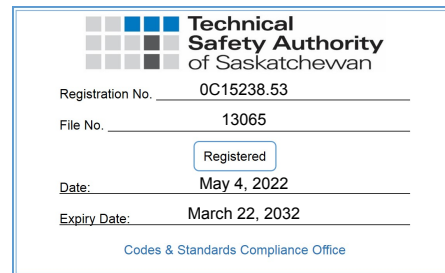 Technical
Safety Authority
of Saskatchewan
Registration No. 0C15238.53
File No. 13065
Registered
Date: May 4, 2022
Expiry Date: March 22, 2032
Codes & Standards Compliance Office